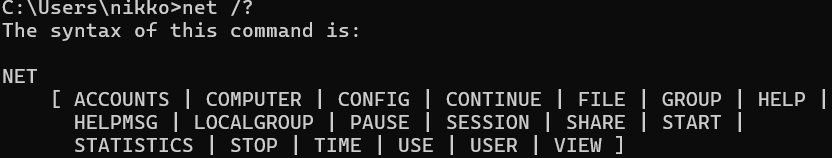 C:\Users\nikko>net /?
The syntax of this command is:
NET
[ ACCOUNTS | COMPUTER | CONFIG | CONTINUE | FILE | GROUP | HELP |
HELPMSG | LOCALGROUP | PAUSE | SESSION | SHARE | START |
STATISTICS | STOP | TIME | USE | USER | VIEW ]